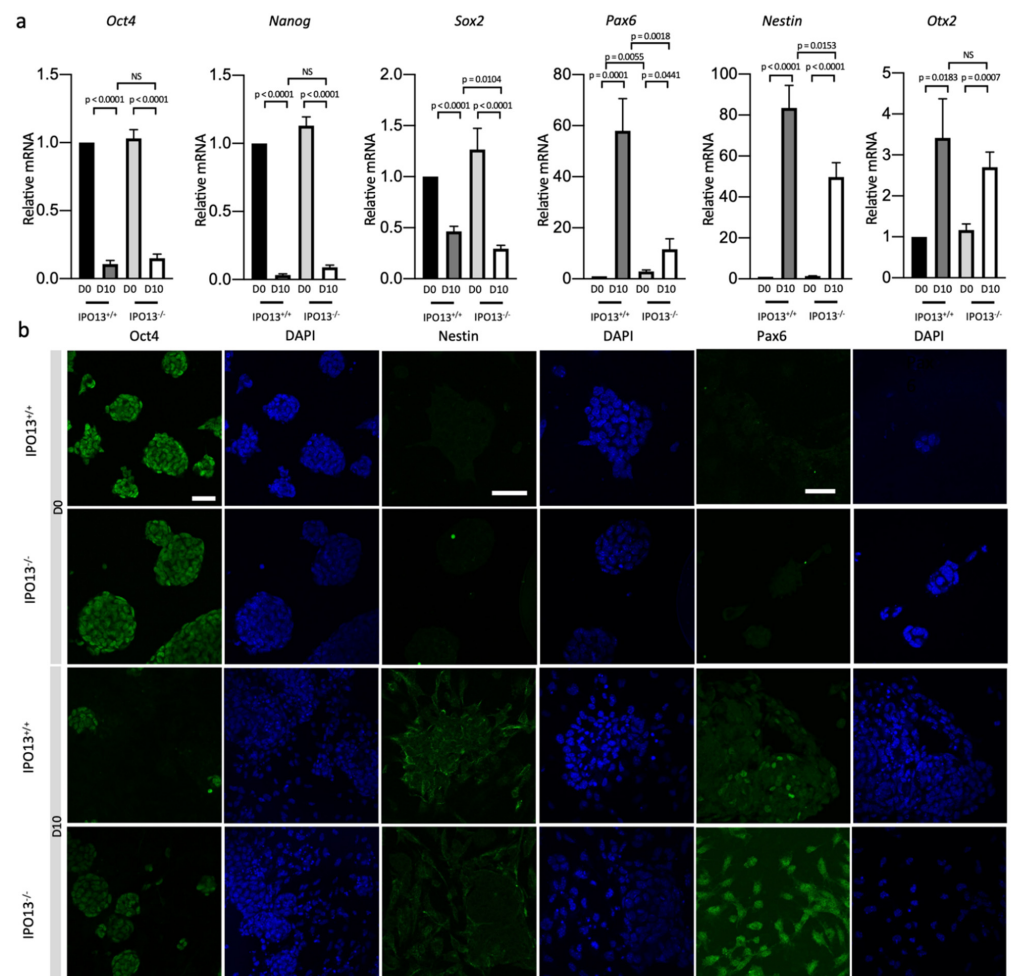 a
Oct4 Nanog Sox2 Pax6 Nestin Otx2
Relative mRNA
1.5
1.0
0.5
0.0
p < 0.0001
NS
p < 0.0001
D0 D10 D0 D10
IPO13+/+ IPO13-/-
Relative mRNA
1.5
1.0
0.5
0.0
p < 0.0001
NS
p < 0.0001
D0 D10 D0 D10
IPO13+/+ IPO13-/-
Relative mRNA
2.0
1.5
1.0
0.5
0.0
p = 0.0104
p < 0.0001 p < 0.0001
D0 D10 D0 D10
IPO13+/+ IPO13-/-
Relative mRNA
80
60
40
20
0
p = 0.0018
p = 0.0055
p = 0.0001 p = 0.0441
D0 D10 D0 D10
IPO13+/+ IPO13-/-
Relative mRNA
100
80
60
40
20
0
p = 0.0153
p < 0.0001 p < 0.0001
D0 D10 D0 D10
IPO13+/+ IPO13-/-
Relative mRNA
5
4
3
2
1
0
NS
p = 0.0183 p = 0.0007
D0 D10 D0 D10
IPO13+/+ IPO13-/-
b
Oct4 DAPI Nestin DAPI Pax6 DAPI
D0
IPO13+/+
IPO13-/-
D10
IPO13+/+
IPO13-/-